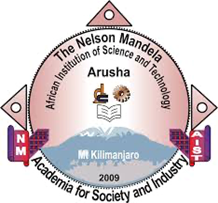 The Nelson Mandela
African Institution of Science and Technology
Arusha
Mt Kilimanjaro
NM
AIST
2009
Academia for Society and Industry